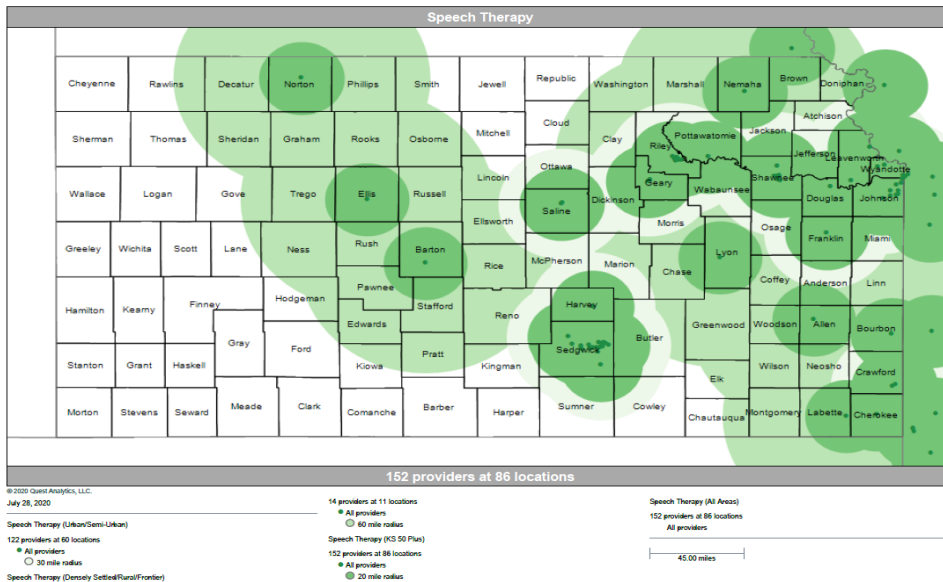 Speech Therapy
Cheyenne Rawlins Decatur Norton Phillips Smith Jewell Republic Washington Marshall Nemaha Brown Doniphan
Atchison
Sherman Thomas Sheridan Graham Rooks Osborne Mitchell Cloud Clay Riley Pottawatomie Jackson
Jefferson Leavenworth
Wyandotte
Wallace Logan Gove Trego Ellis Russell Lincoln Ottawa Saline Dickinson Geary Wabaunsee Shawnee Douglas Johnson
Greeley Wichita Scott Lane Ness Rush Barton Ellsworth McPherson Marion Morris Chase Lyon Osage Franklin Miami
Hamilton Kearny Finney Hodgeman Pawnee Stafford Rice Reno Harvey Butler Greenwood Coffey Anderson Linn
Edwards
Stanton Grant Haskell Gray Ford Kiowa Pratt Kingman Sedgwick Elk Woodson Allen Bourbon
Wilson Neosho Crawford
Morton Stevens Seward Meade Clark Comanche Barber Harper Sumner Cowley Chautauqua Montgomery Labette Cherokee
152 providers at 86 locations
© 2020 Quest Analytics, LLC.
July 28, 2020
Speech Therapy (Urban/Semi-Urban)
122 providers at 60 locations
All providers
30 mile radius
Speech Therapy (Densely Settled/Rural/Frontier)
14 providers at 11 locations
All providers
60 mile radius
Speech Therapy (KS 50 Plus)
152 providers at 86 locations
All providers
20 mile radius
Speech Therapy (All Areas)
152 providers at 86 locations
All providers
45.00 miles